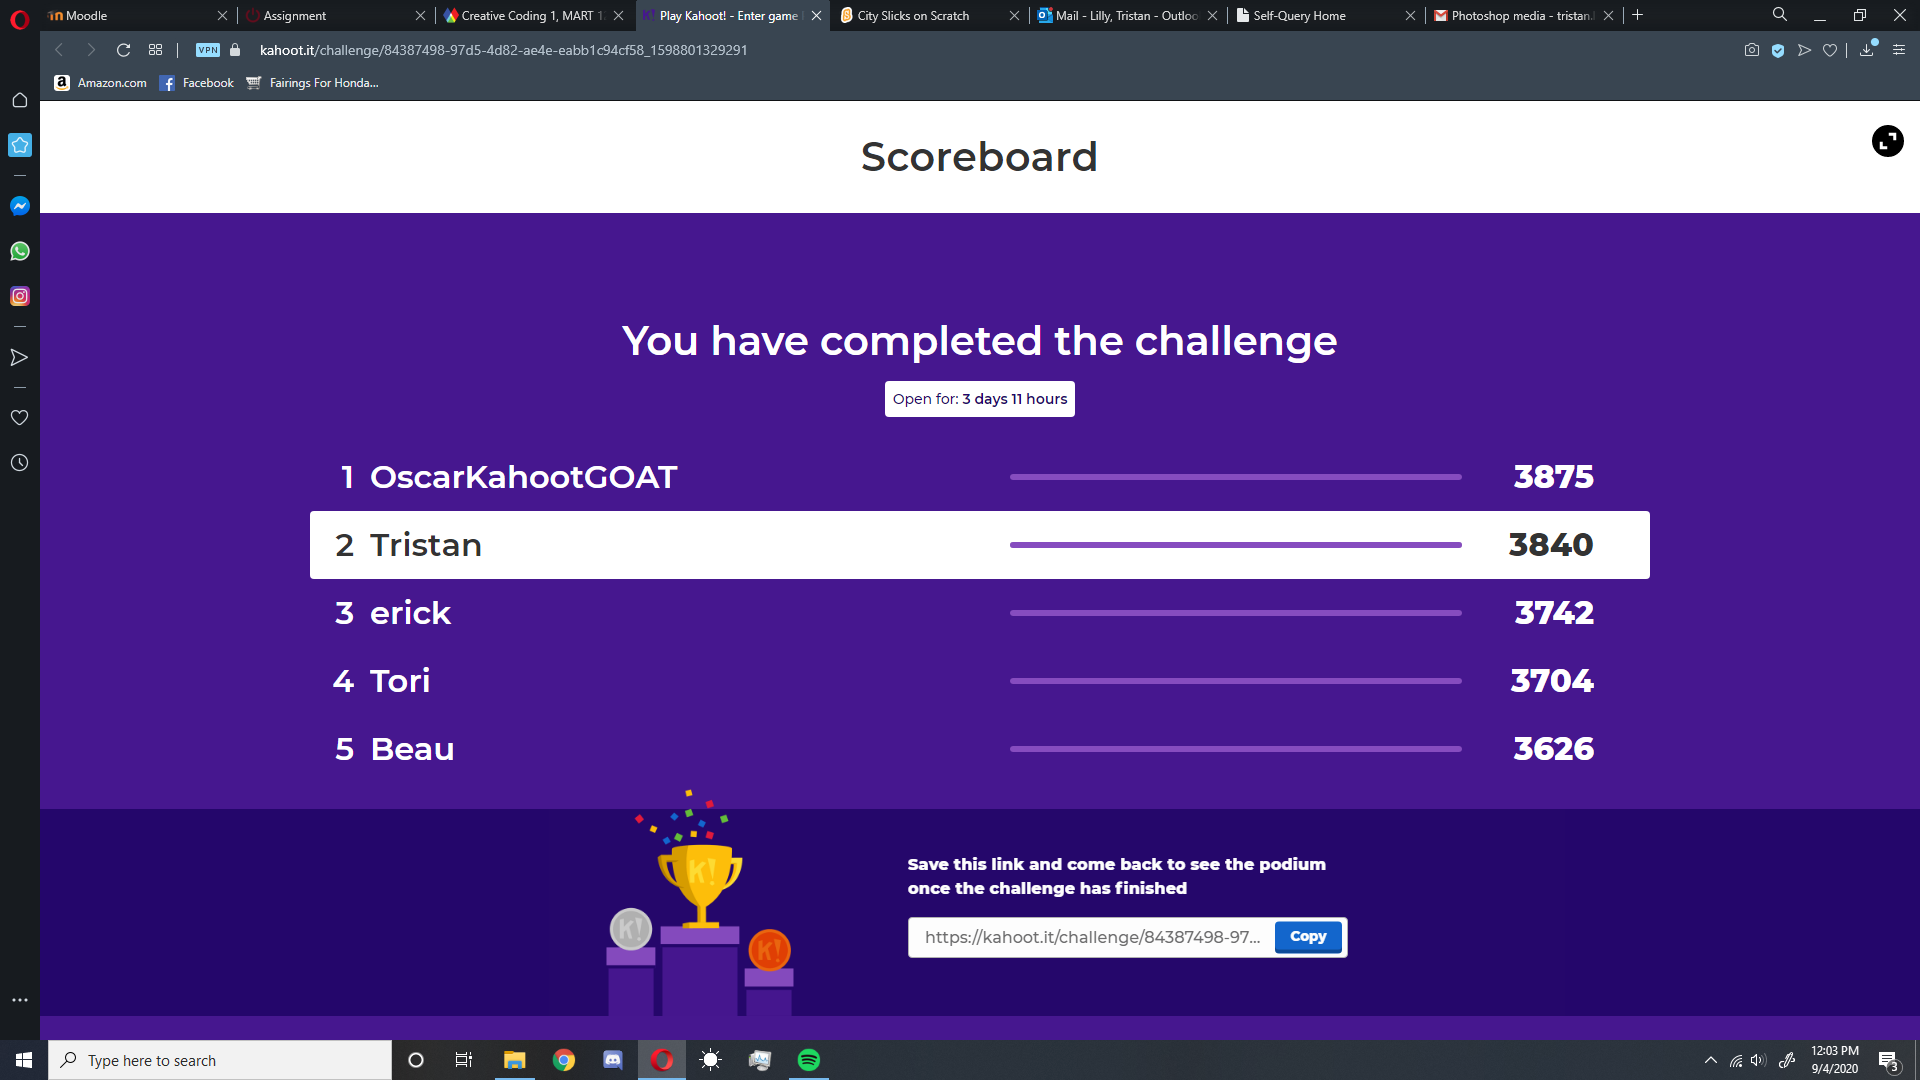 Moodle
Assignment
Creative Coding 1, MART 1
Play Kahoot! - Enter game
City Slicks on Scratch
Mail - Lilly, Tristan - Outloo
Self-Query Home
Photoshop media - tristan.
VPN
kahoot.it/challenge/84387498-97d5-4d82-ae4e-eabb1c94cf58_1598801329291
Amazon.com
Facebook
Fairings For Honda...
Scoreboard
You have completed the challenge
Open for: 3 days 11 hours
1 OscarKahootGOAT 3875
2 Tristan 3840
3 erick 3742
4 Tori 3704
5 Beau 3626
K!
K!
K!
Save this link and come back to see the podium
once the challenge has finished
https://kahoot.it/challenge/84387498-97...
Copy
Type here to search
12:03 PM
9/4/2020
3